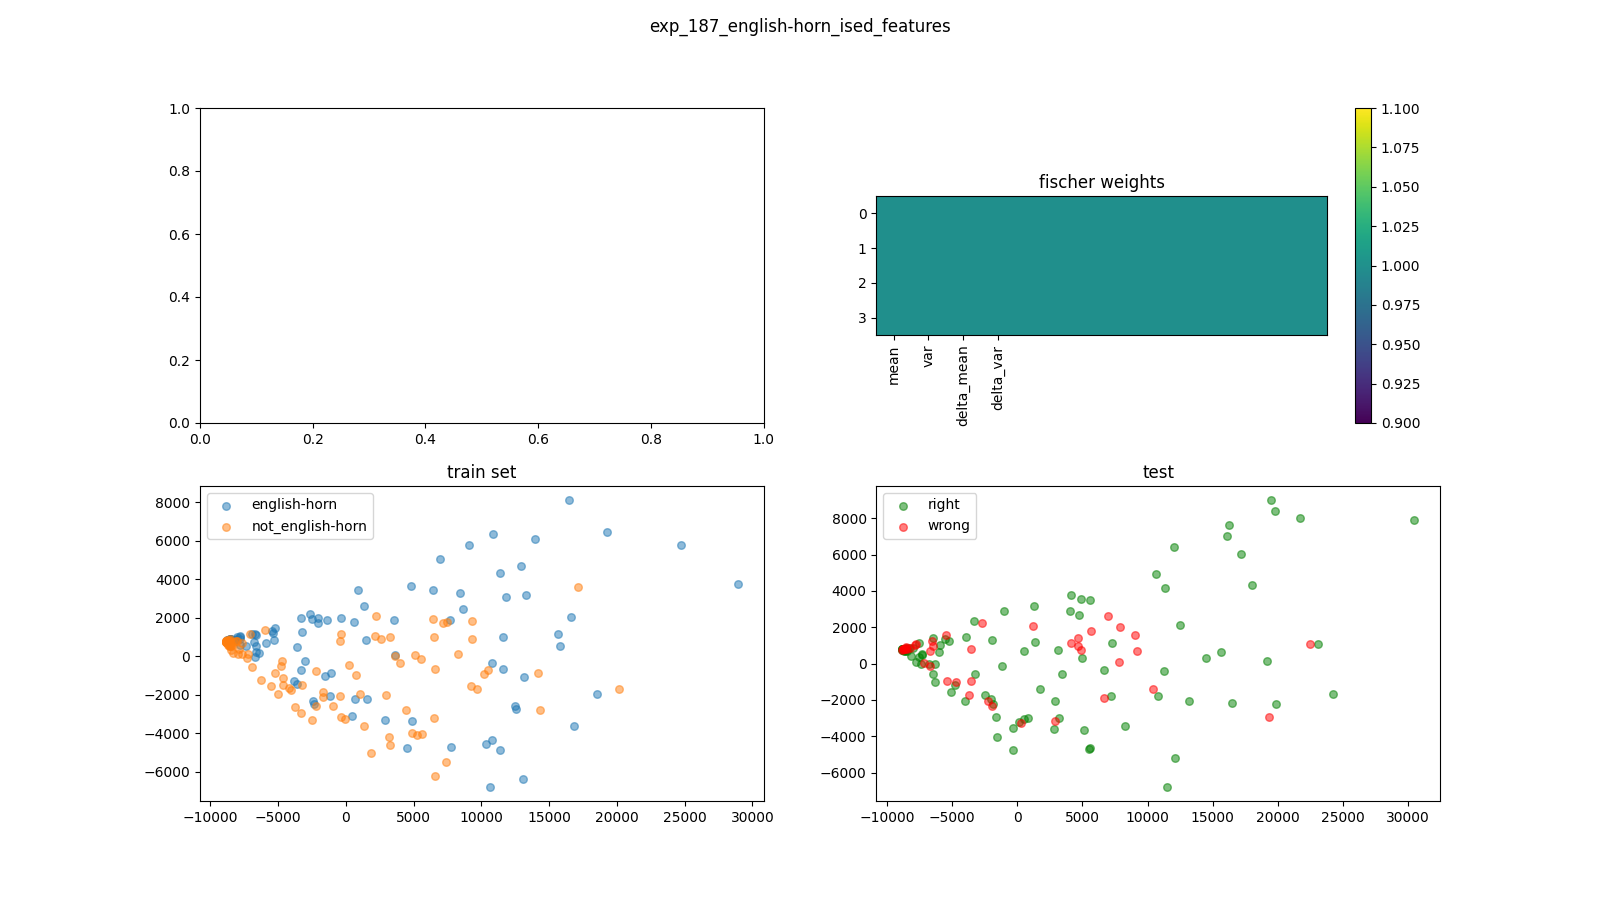 exp_187_english-horn_ised_features
1.0
0.8
0.6
0.4
0.2
0.0
0.0 0.2 0.4 0.6 0.8 1.0
fischer weights
0
1
2
3
mean var delta_mean delta_var
1.100
1.075
1.050
1.025
1.000
0.975
0.950
0.925
0.900
train set
english-horn
not_english-horn
8000
6000
4000
2000
0
−2000
−4000
−6000
−10000 −5000 0 5000 10000 15000 20000 25000 30000
test
right
wrong
8000
6000
4000
2000
0
−2000
−4000
−6000
−10000 −5000 0 5000 10000 15000 20000 25000 30000